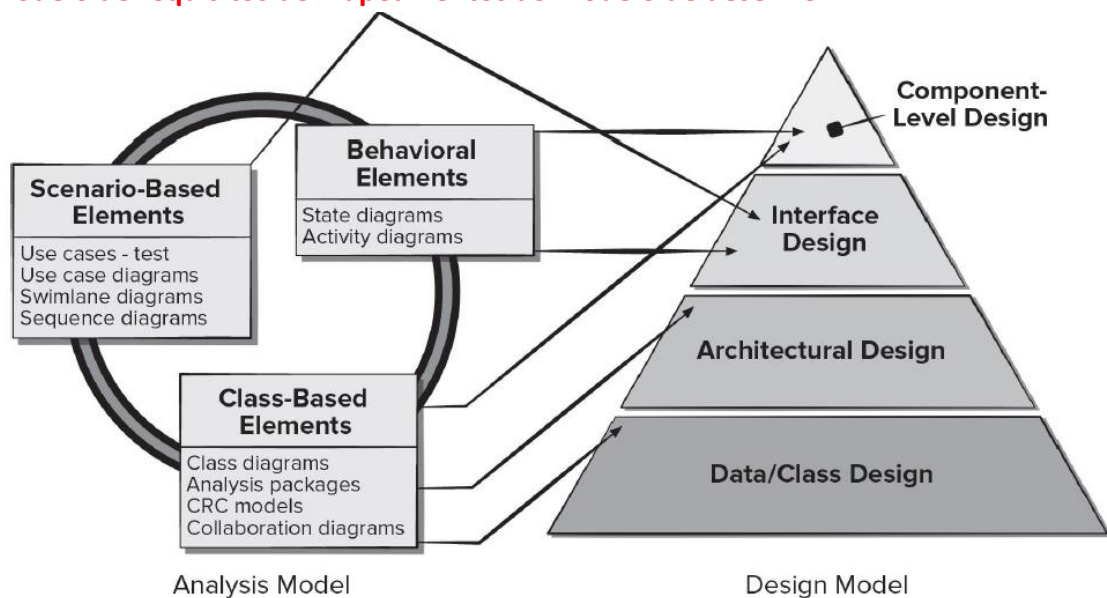 Scenario-Based
Elements
Use cases - test
Use case diagrams
Swimlane diagrams
Sequence diagrams
Behavioral
Elements
State diagrams
Activity diagrams
Class-Based
Elements
Class diagrams
Analysis packages
CRC models
Collaboration diagrams
Analysis Model
Component-
Level Design
Interface
Design
Architectural Design
Data/Class Design
Design Model